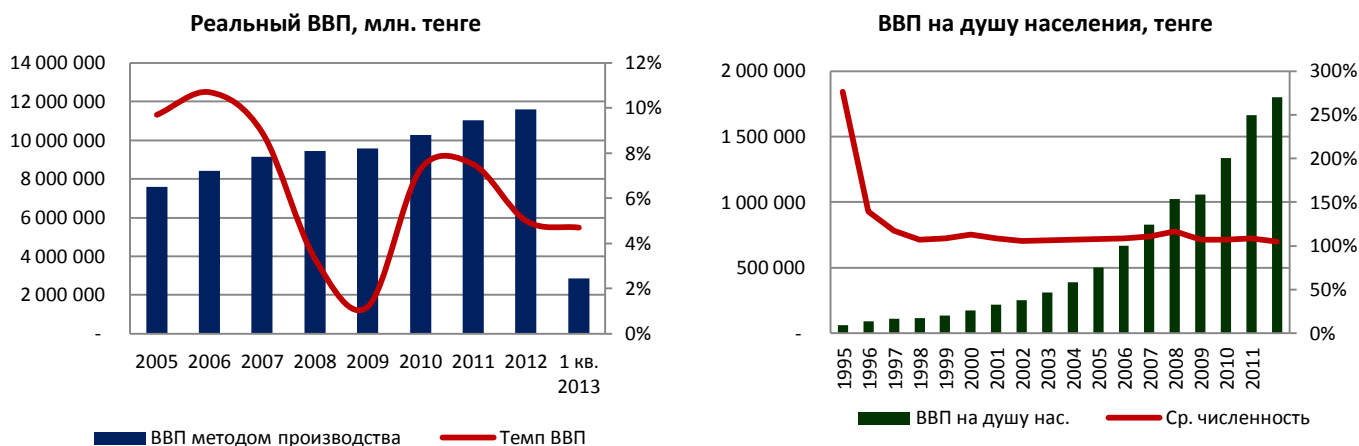 Реальный ВВП, млн. тенге
14 000 000
12 000 000
10 000 000
8 000 000
6 000 000
4 000 000
2 000 000
-
12%
10%
8%
6%
4%
2%
0%
2005 2006 2007 2008 2009 2010 2011 2012 1 кв.
2013
ВВП методом производства Темп ВВП
ВВП на душу населения, тенге
2 000 000
1 500 000
1 000 000
500 000
-
300%
250%
200%
150%
100%
50%
0%
1995
1996
1997
1998
1999
2000
2001
2002
2003
2004
2005
2006
2007
2008
2009
2010
2011
ВВП на душу нас. Ср. численность